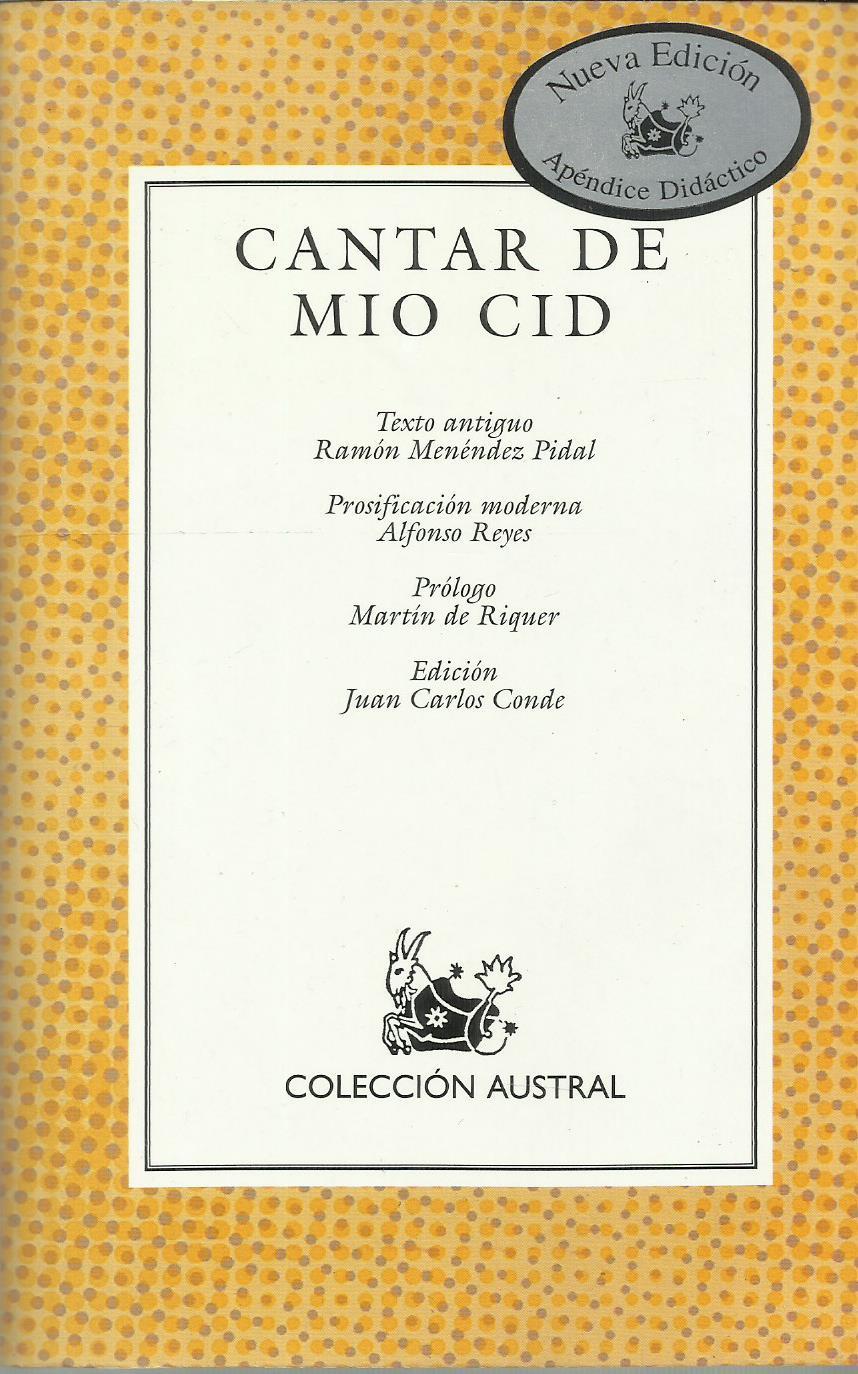 Nueva Edición
Apéndice Didáctico
CANTAR DE
MIO CID
Texto antiguo
Ramón Menéndez Pidal
Prosificación moderna
Alfonso Reyes
Prólogo
Martín de Riquer
Edición
Juan Carlos Conde
COLECCIÓN AUSTRAL